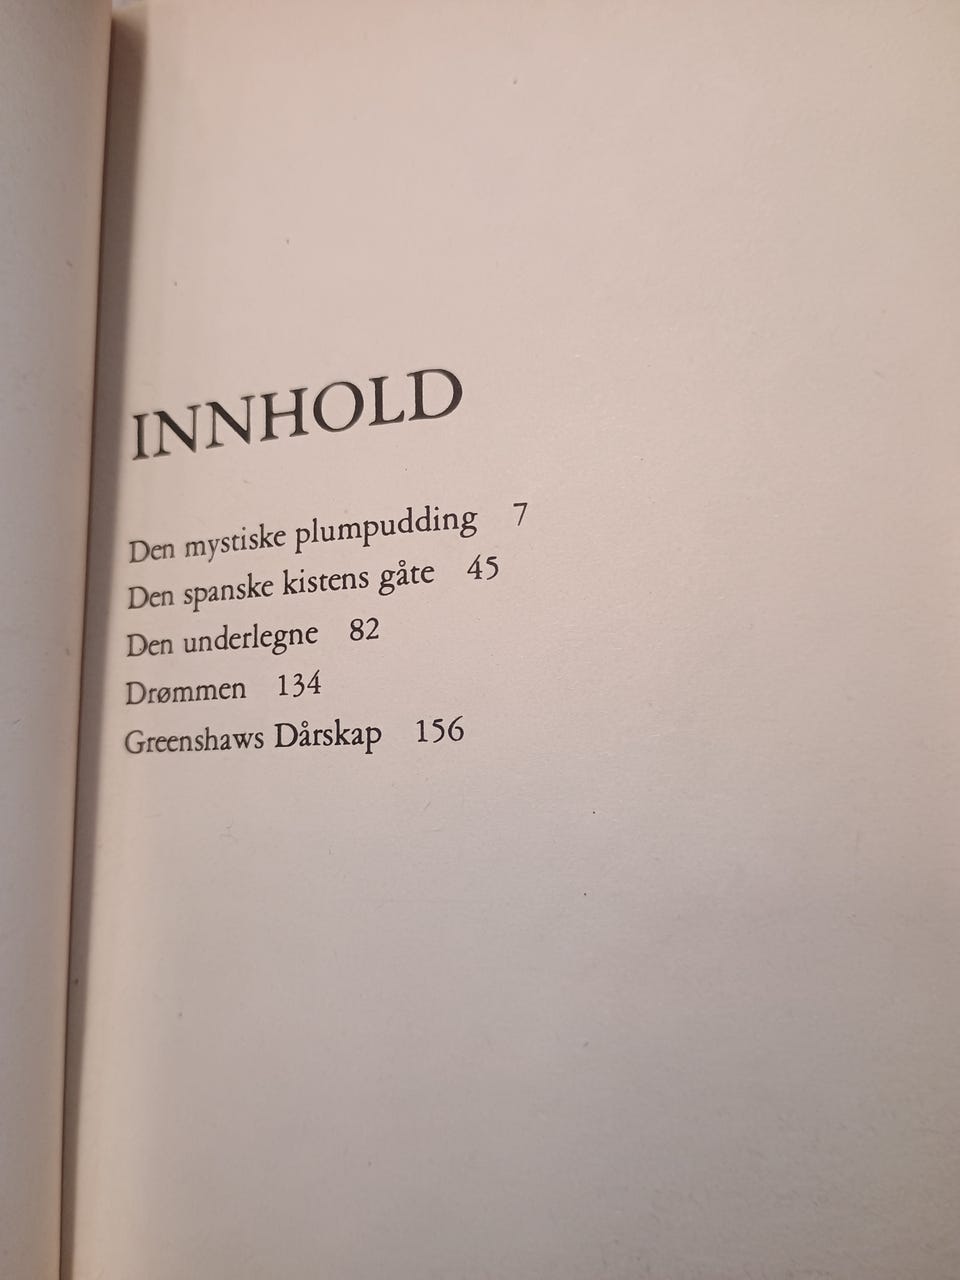 INNHOLD
Den mystiske plumpudding 7
Den spanske kistens gåte 45
Den underlegne 82
Drømmen 134
Greenshaws Dårskap 156